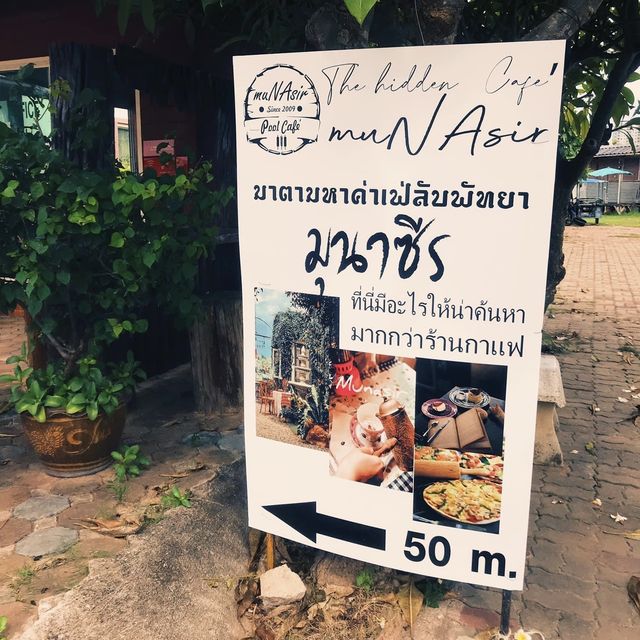 muNAsir
Since 2009
Pool Café
The hidden Cafe'
muNAsir
มาตามหาคาเฟ่ลับพัทยา
มุนาซีร
ที่นี่มีอะไรให้น่าค้นหา
มากกว่าร้านกาแฟ
MuNasir
50 m.